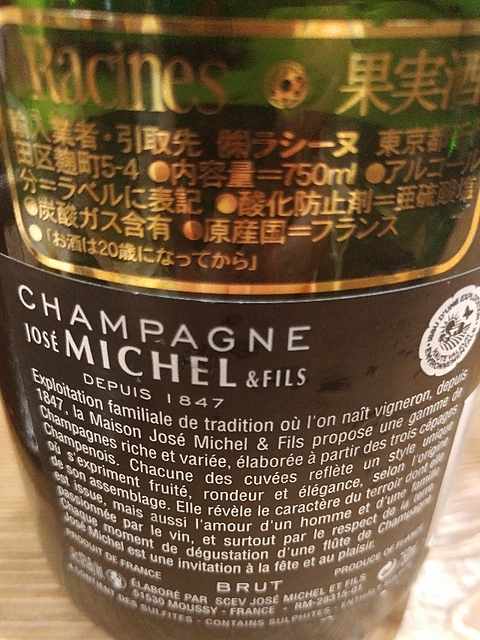 Racines 果実酒
輸入業者・引取先 ㈱ラシーヌ 東京都千
田区麹町5-4 ●内容量=750ml ●アルコール
分=ラベルに表記 ●酸化防止剤=亜硫酸塩
●炭酸ガス含有 ●原産国=フランス
●「お酒は20歳になってから」
CHAMPAGNE
JOSÉ MICHEL & FILS
DEPUIS 1847
Exploitation familiale de tradition où l'on naît vigneron, depuis
1847, la Maison José Michel & Fils propose une gamme de
Champagnes riche et variée, élaborée à partir des trois cépages
Champenois. Chacune des cuvées reflète un style unique
où s'expriment fruité, rondeur et élégance, selon l'origine
de son assemblage. Elle révèle le caractère du terroir dont elle
est issue, mais aussi l'amour d'un homme et d'une famille
passionnée par le vin, et surtout par le respect de la terre.
Chaque moment de dégustation d'une flûte de Champagne
José Michel est une invitation à la fête et au plaisir.
PRODUIT DE FRANCE PRODUCE OF FRANCE
BRUT
ÉLABORÉ PAR SCEV JOSÉ MICHEL ET FILS
51530 MOUSSY - FRANCE - RM-28315-01
CONTIENT DES SULFITES - CONTAINS SULPHITES